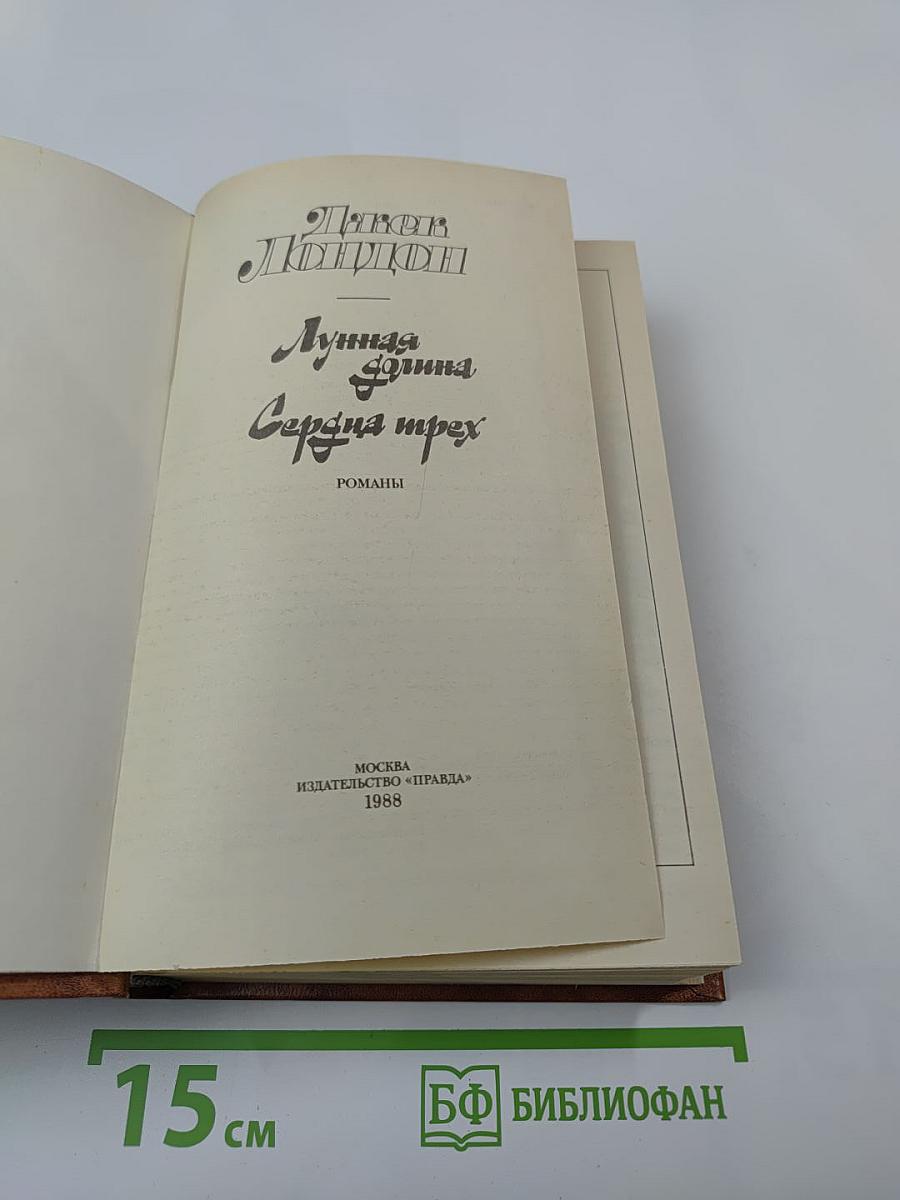 Джек
Лондон
Лунная
долина
Сердца трех
РОМАНЫ
МОСКВА
ИЗДАТЕЛЬСТВО «ПРАВДА»
1988
15 см
БФ БИБЛИОФАН